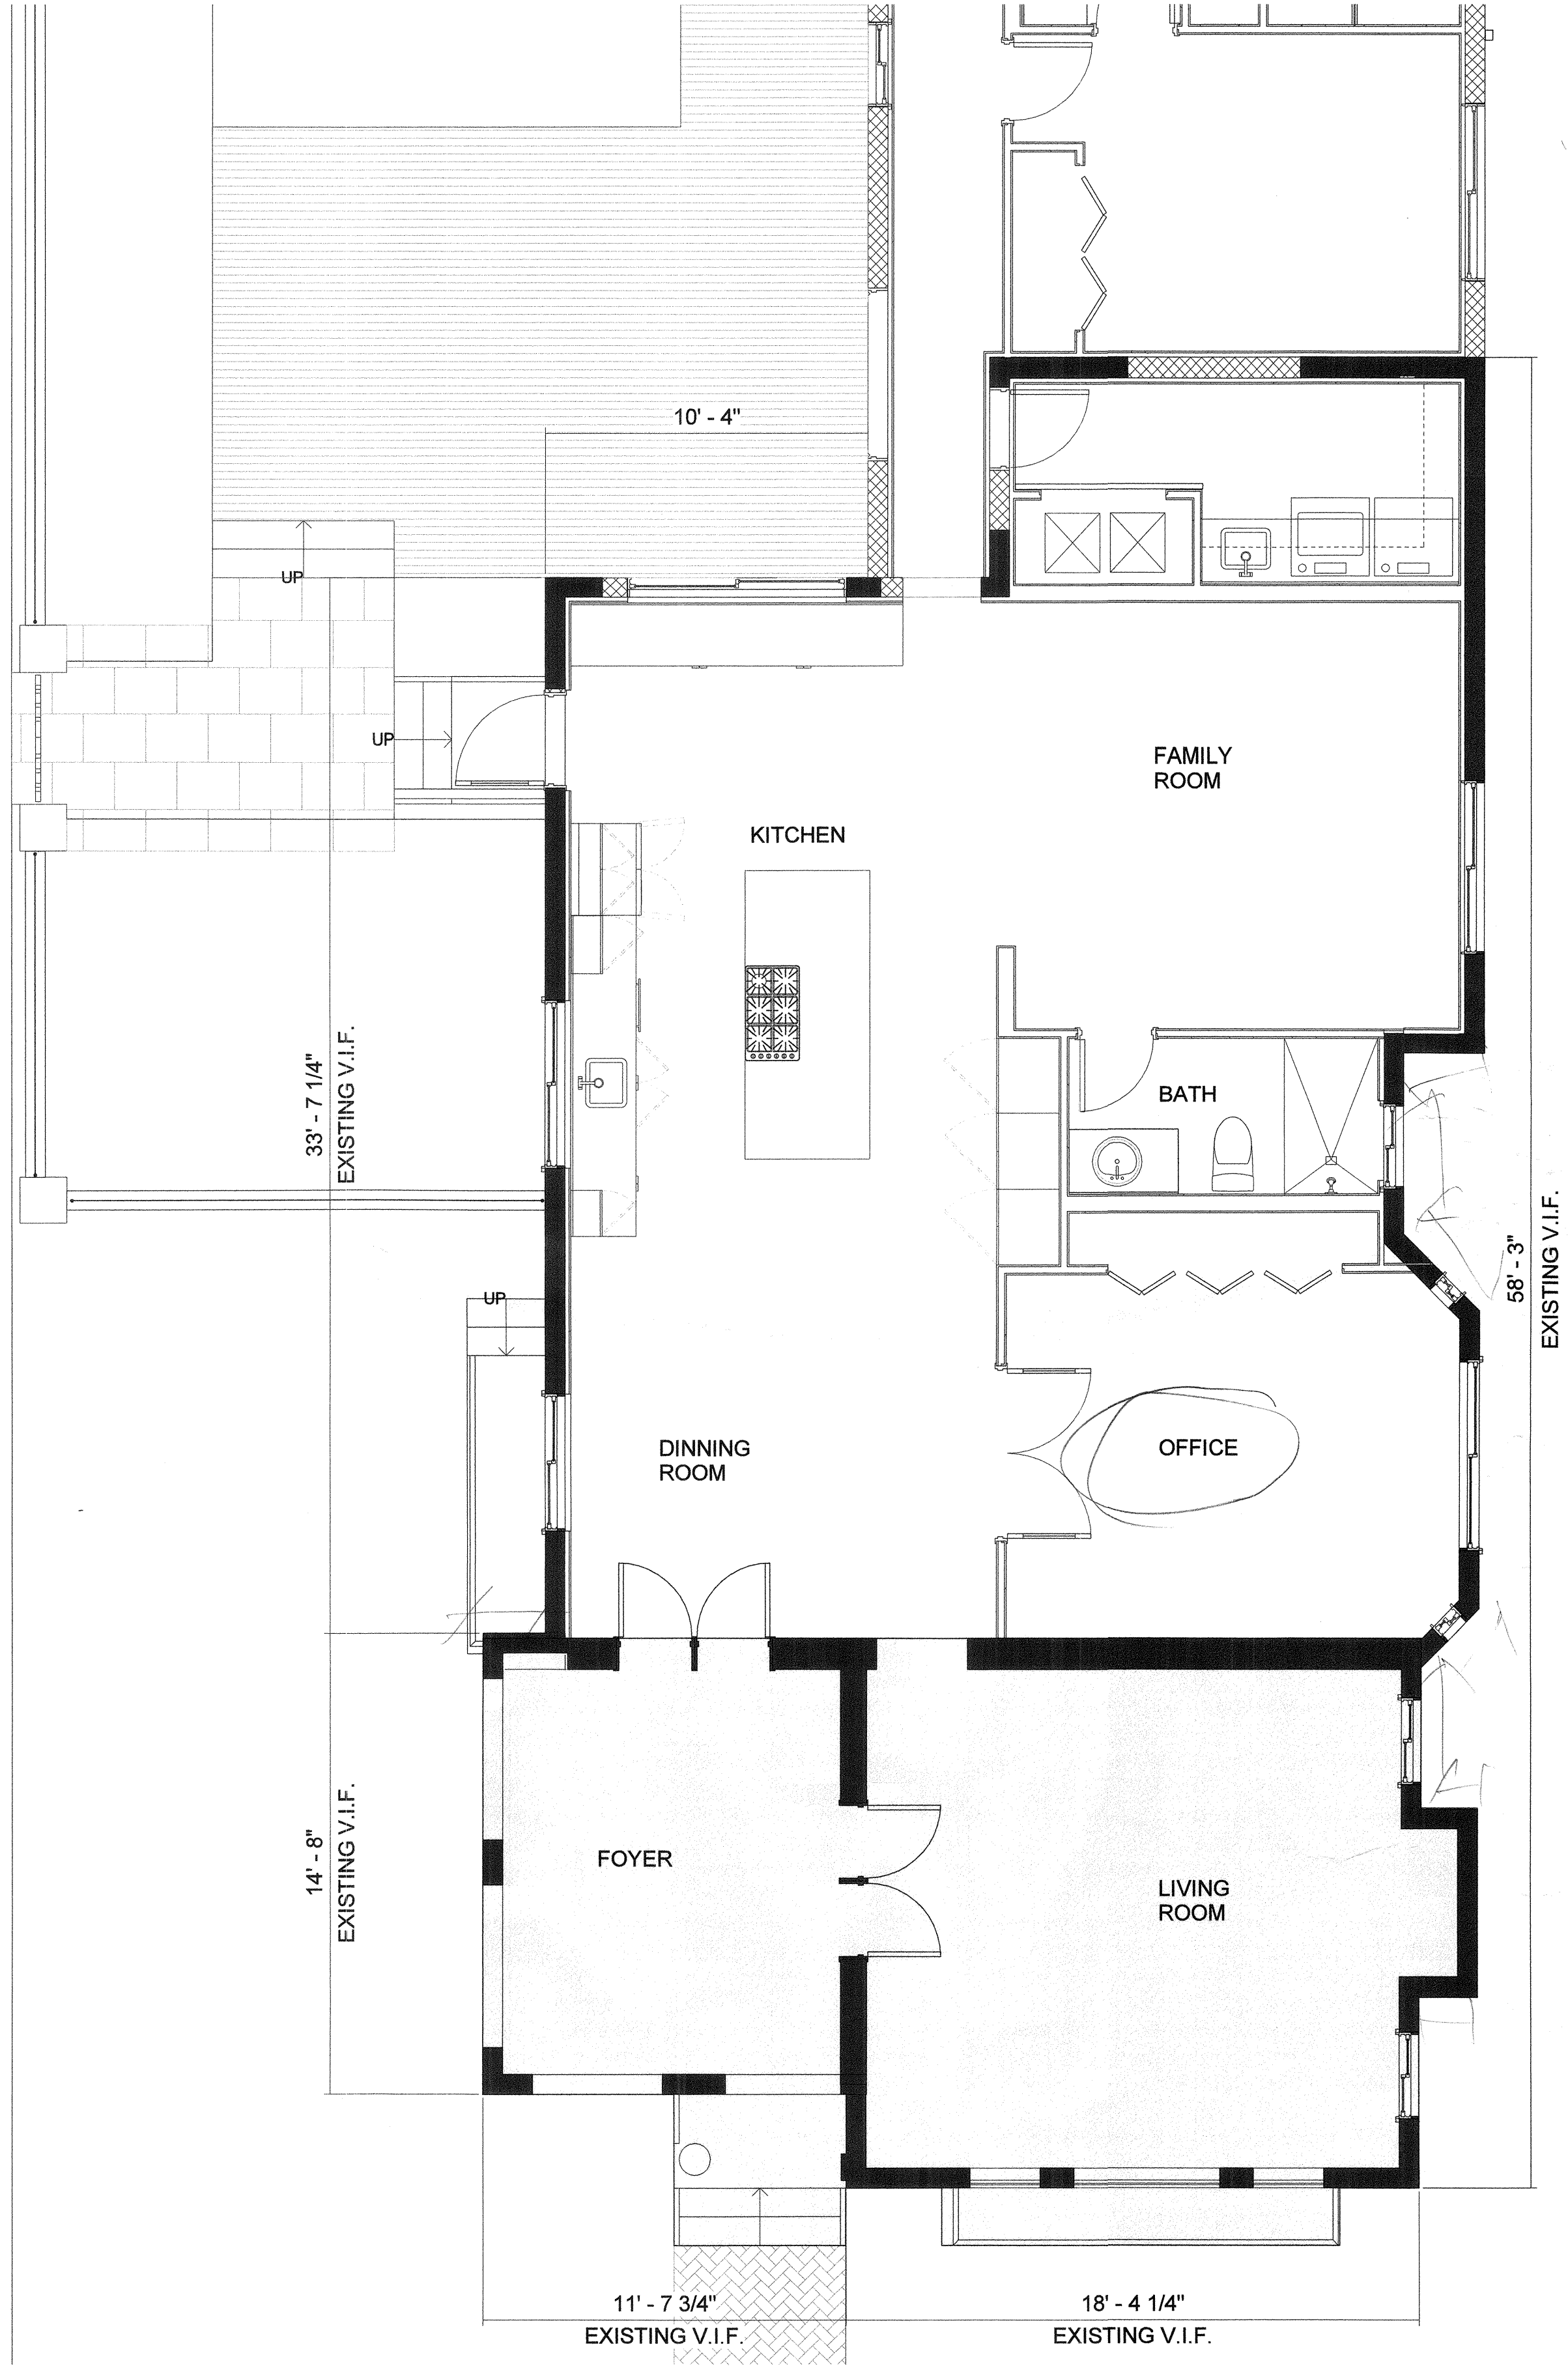 10' - 4"
UP
UP
FAMILY
ROOM
KITCHEN
33' - 7 1/4"
EXISTING V.I.F.
BATH
58' - 3"
EXISTING V.I.F.
UP
DINNING
ROOM
OFFICE
14' - 8"
EXISTING V.I.F.
FOYER
LIVING
ROOM
11' - 7 3/4"
EXISTING V.I.F.
18' - 4 1/4"
EXISTING V.I.F.